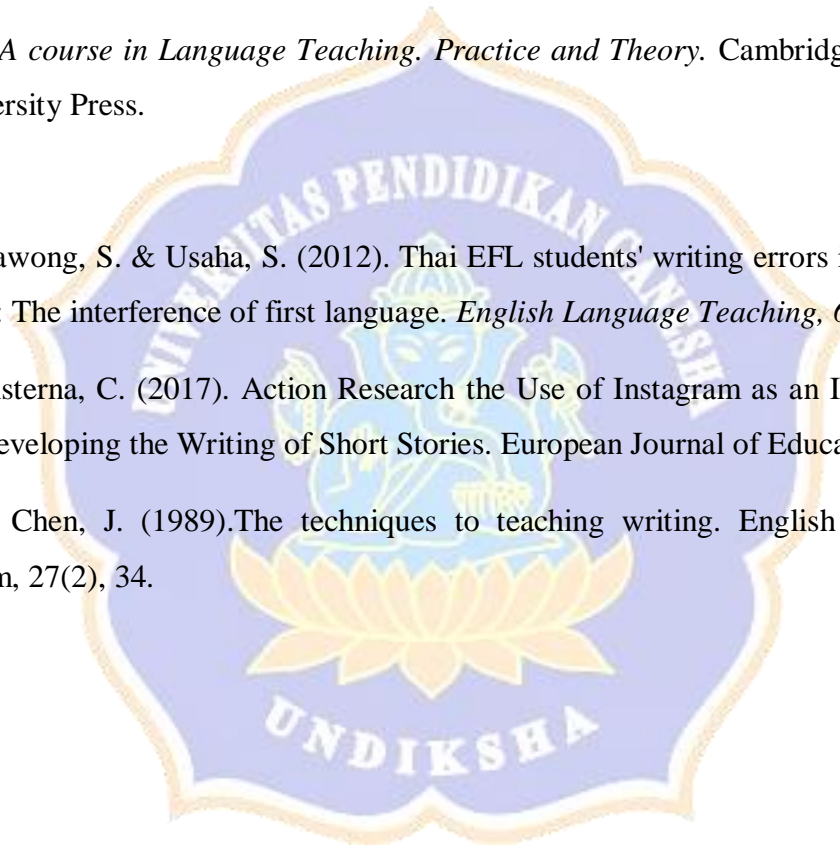 A course in Language Teaching. Practice and Theory. Cambridg
ersity Press.
UNIVERSITAS PENDIDIKAN GANESHA
awong, S. & Usaha, S. (2012). Thai EFL students' writing errors
: The interference of first language. English Language Teaching,
sterna, C. (2017). Action Research the Use of Instagram as an I
eveloping the Writing of Short Stories. European Journal of Educa
Chen, J. (1989).The techniques to teaching writing. English
m, 27(2), 34.
UNDIKSHA